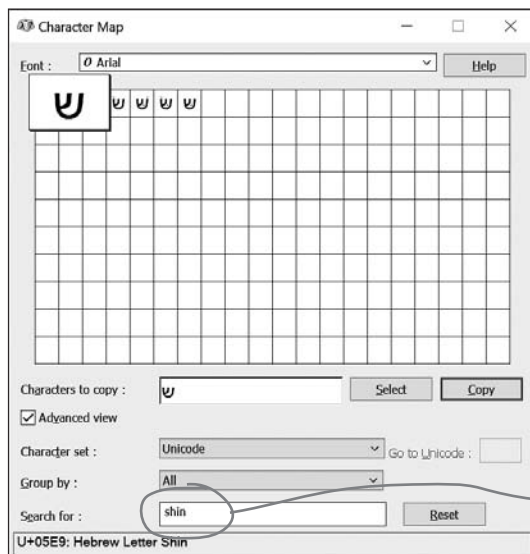 Character Map
Font : O Arial Help
ש ש ש ש ש
Characters to copy : ש Select Copy
Advanced view
Character set : Unicode Go to Unicode :
Group by : All
Search for : shin Reset
U+05E9: Hebrew Letter Shin